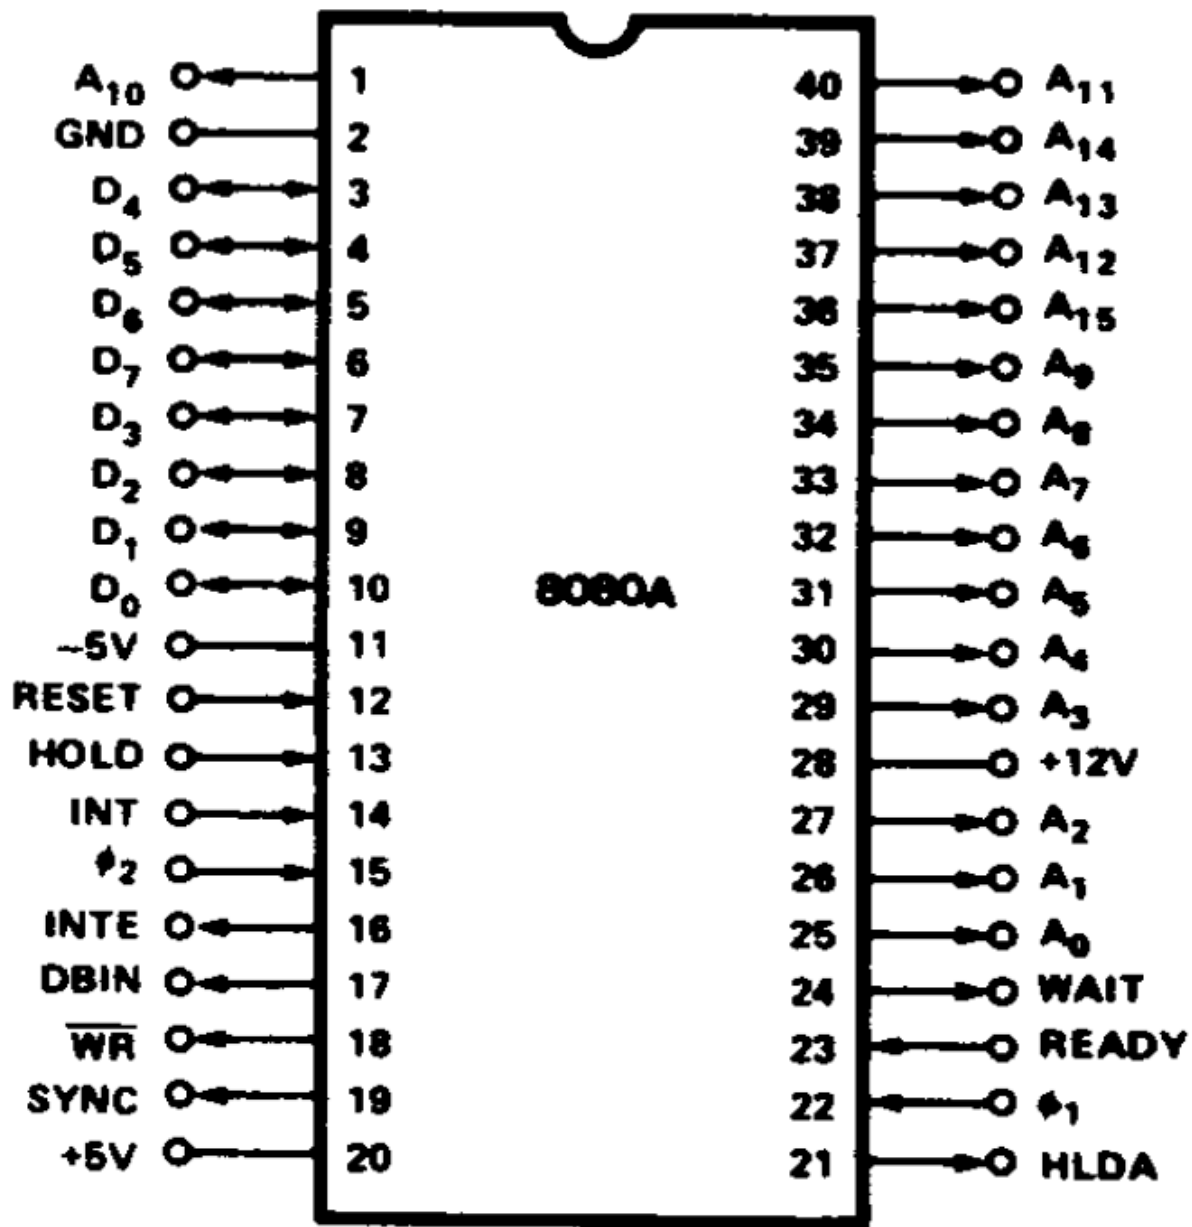 A₁₀ 1 40 A₁₁
GND 2 39 A₁₄
D₄ 3 38 A₁₃
D₅ 4 37 A₁₂
D₆ 5 36 A₁₅
D₇ 6 35 A₉
D₃ 7 34 A₈
D₂ 8 33 A₇
D₁ 9 32 A₆
D₀ 10 8080A 31 A₅
−5V 11 30 A₄
RESET 12 29 A₃
HOLD 13 28 +12V
INT 14 27 A₂
ϕ₂ 15 26 A₁
INTE 16 25 A₀
DBIN 17 24 WAIT
W̅R̅ 18 23 READY
SYNC 19 22 ϕ₁
+5V 20 21 HLDA